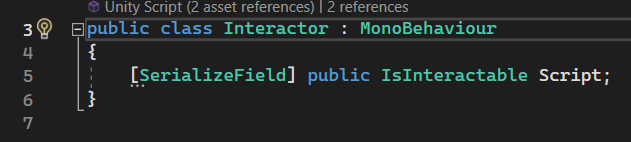 Unity Script (2 asset references) | 2 references
3 public class Interactor : MonoBehaviour
4 {
5 [SerializeField] public IsInteractable Script;
6 }
7